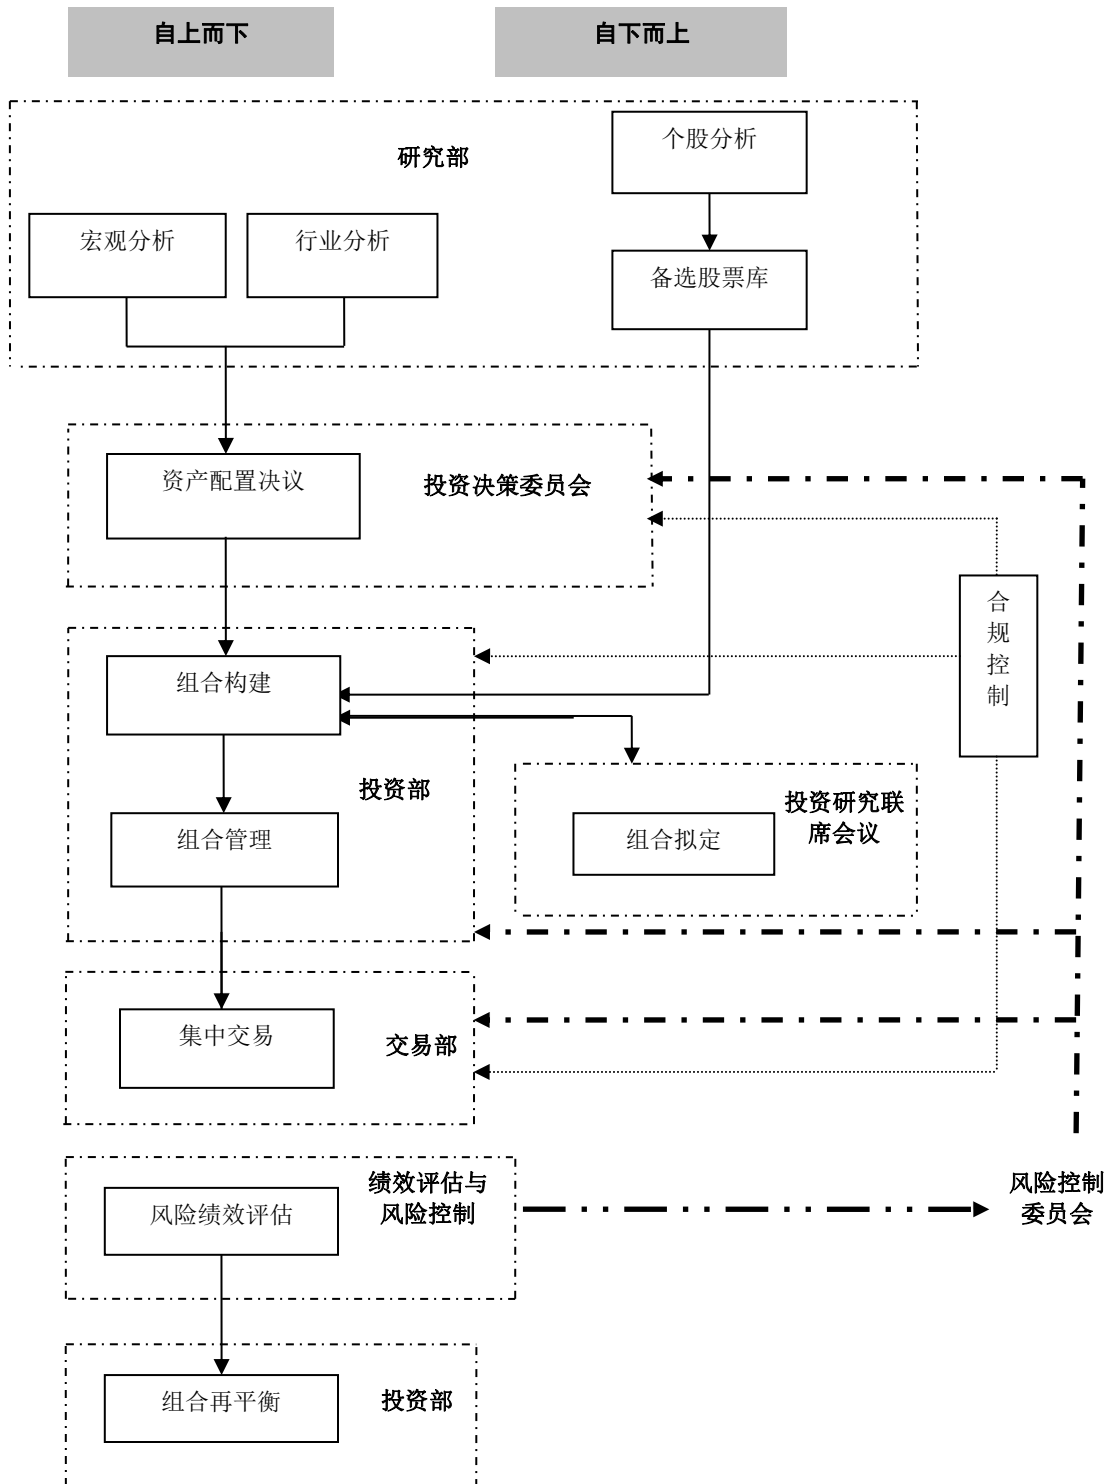 自上而下
自下而上
个股分析
研究部
宏观分析
行业分析
备选股票库
资产配置决议
投资决策委员会
合
规
控
制
组合构建
投资部
投资研究联
席会议
组合管理
组合拟定
集中交易
交易部
绩效评估与
风险控制
风险控制
委员会
风险绩效评估
组合再平衡
投资部